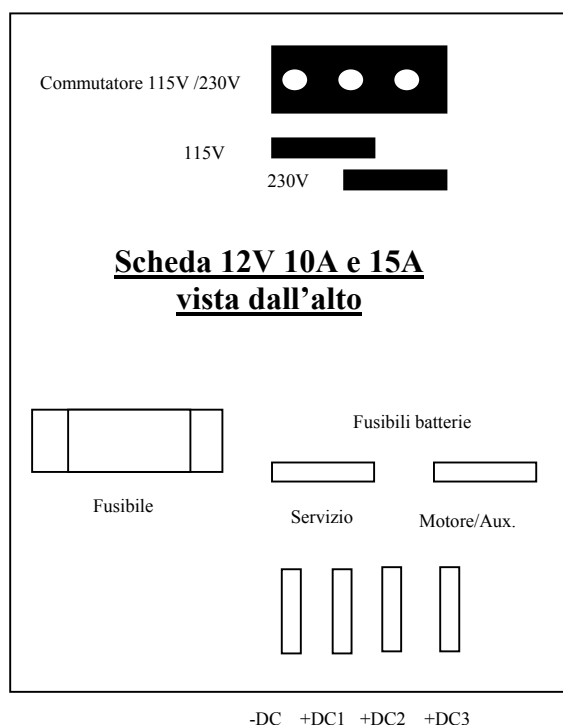 Commutatore 115V /230V
115V
230V
Scheda 12V 10A e 15A
vista dall’alto
Fusibili batterie
Fusibile
Servizio
Motore/Aux.
-DC +DC1 +DC2 +DC3